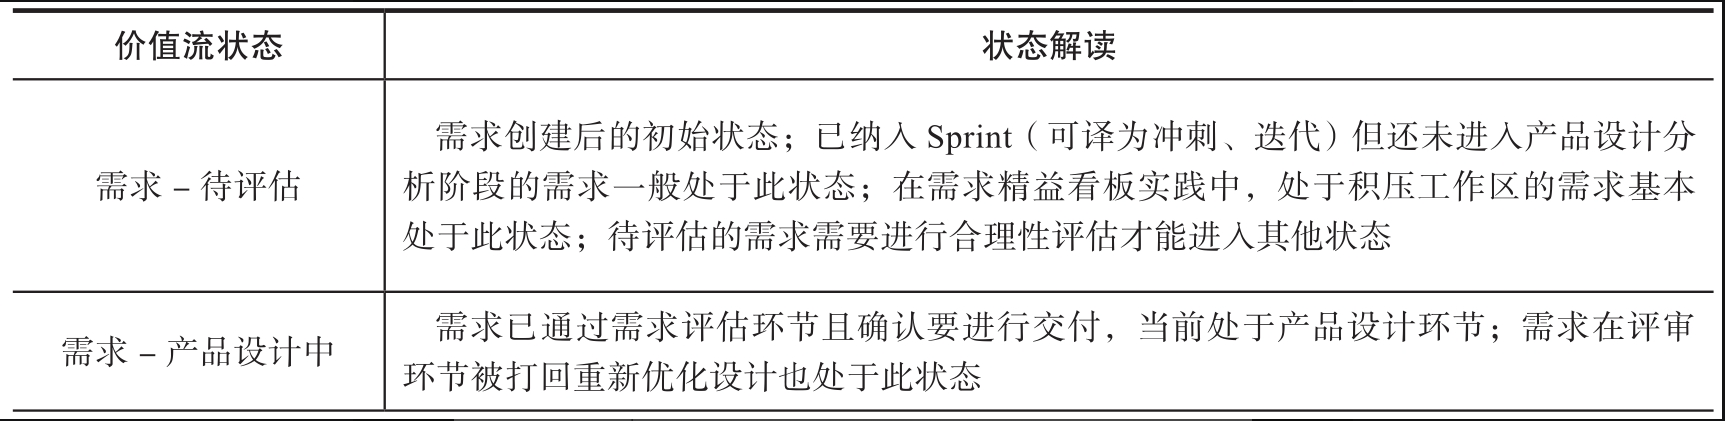 价值流状态
状态解读
需求创建后的初始状态；已纳入 Sprint（可译为冲刺、迭代）但还未进入产品设计分
需求 – 待评估
析阶段的需求一般处于此状态；在需求精益看板实践中，处于积压工作区的需求基本
处于此状态；待评估的需求需要进行合理性评估才能进入其他状态
需求 – 产品设计中
需求已通过需求评估环节且确认要进行交付，当前处于产品设计环节；需求在评审
环节被打回重新优化设计也处于此状态